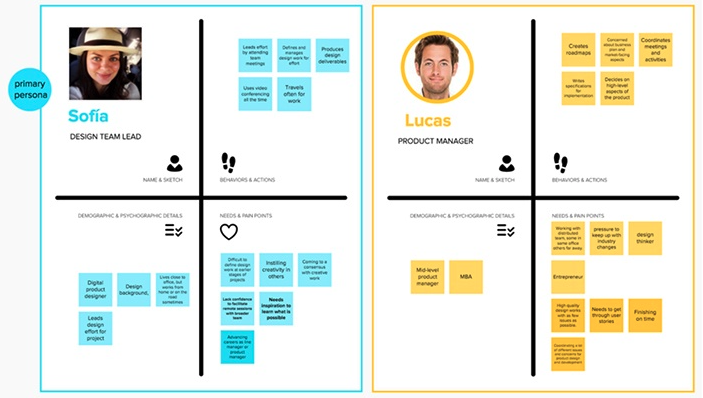 primary
persona
Sofía
DESIGN TEAM LEAD
NAME & SKETCH
Leads effort
by attending
team
meetings
Defines and
manages
design work for
effort
Produces
design
deliverables
Uses video
conferencing
all the time
Travels
often for
work
BEHAVIORS & ACTIONS
DEMOGRAPHIC & PSYCHOGRAPHIC DETAILS
Digital
product
designer
Design
background,
Lives close to
office, but
works from
home or on the
road
sometimes
Leads
design
effort for
project
NEEDS & PAIN POINTS
Difficult to
define design
work at earlier
stages of
projects
Instilling
creativity in
others
Coming to a
consensus with
creative work
Lack confidence
to facilitate
remote sessions
with broader
team
Needs
inspiration to
learn what is
possible
Advancing
careers as line
manager or
product
manager
Lucas
PRODUCT MANAGER
NAME & SKETCH
Creates
roadmaps
Concerned
about business
plan and
market-facing
aspects
Coordinates
meetings
and
activities
Writes
specifications
for
implementation
Decides on
high-level
aspects of
the product
BEHAVIORS & ACTIONS
DEMOGRAPHIC & PSYCHOGRAPHIC DETAILS
Mid-level
product
manager
MBA
NEEDS & PAIN POINTS
Working with
distributed
team, some in
same office
others far away
pressure to
keep up with
industry
changes
design
thinker
Entrepreneur
High-quality
design works
with as few
issues as
possible.
Needs to get
through user
stories
Finishing
on time
Coordinating a lot
of different issues
and concerns for
product design and
development